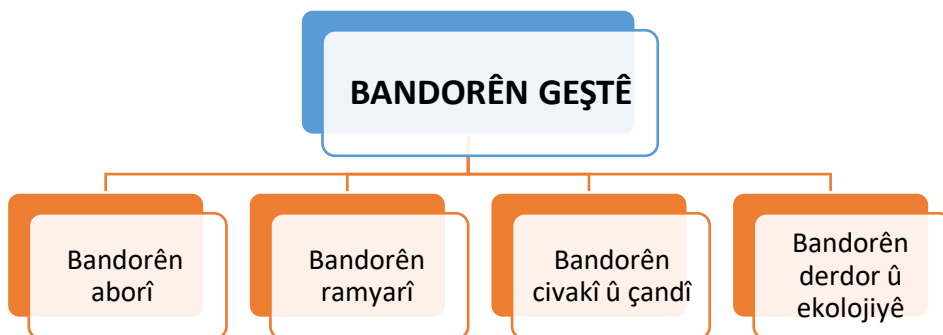 BANDORÊN GEŞTÊ
Bandorên
aborî
Bandorên
ramyarî
Bandorên
civakî û çandî
Bandorên
derdor û
ekolojiyê